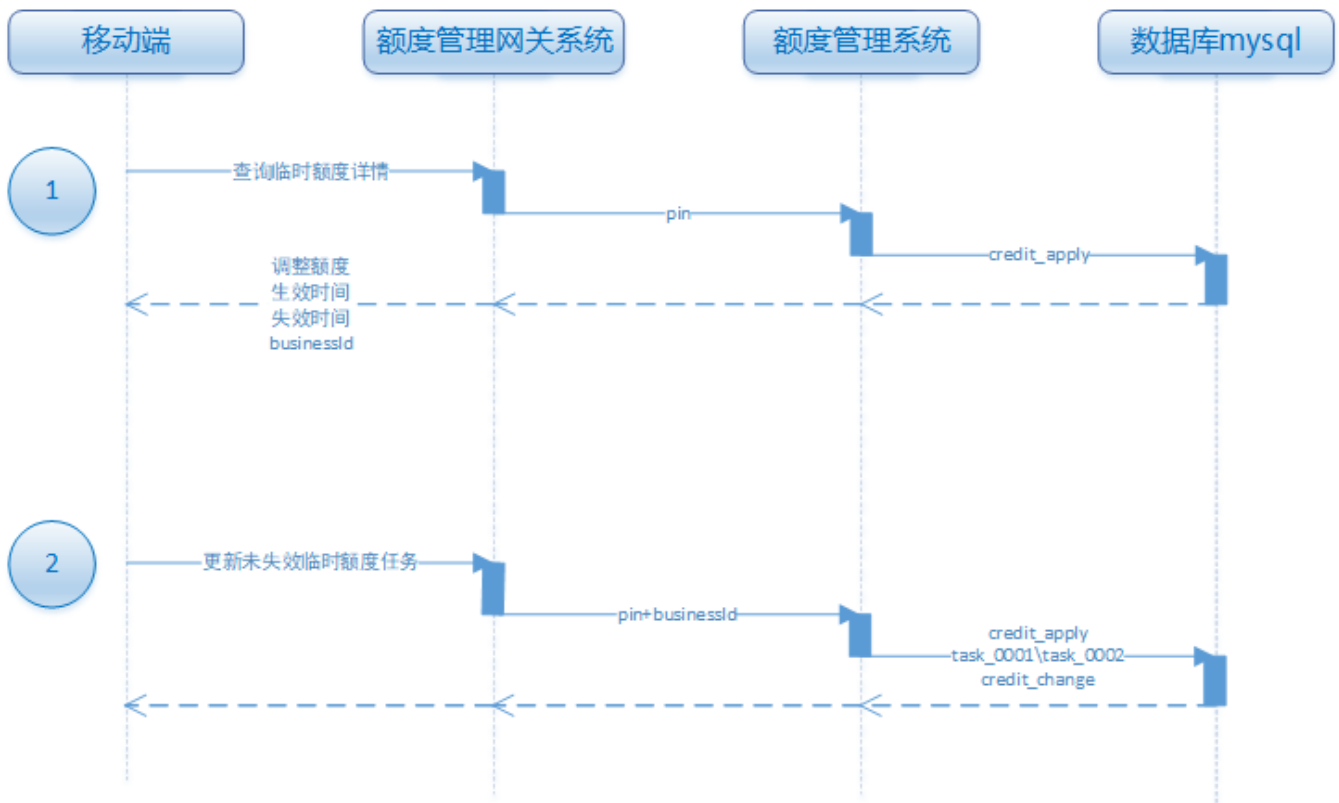 移动端
额度管理网关系统
额度管理系统
数据库mysql
1
查询临时额度详情
pin
credit_apply
调整额度
生效时间
失效时间
businessId
2
更新未失效临时额度任务
pin+businessId
credit_apply
task_0001\task_0002
credit_change